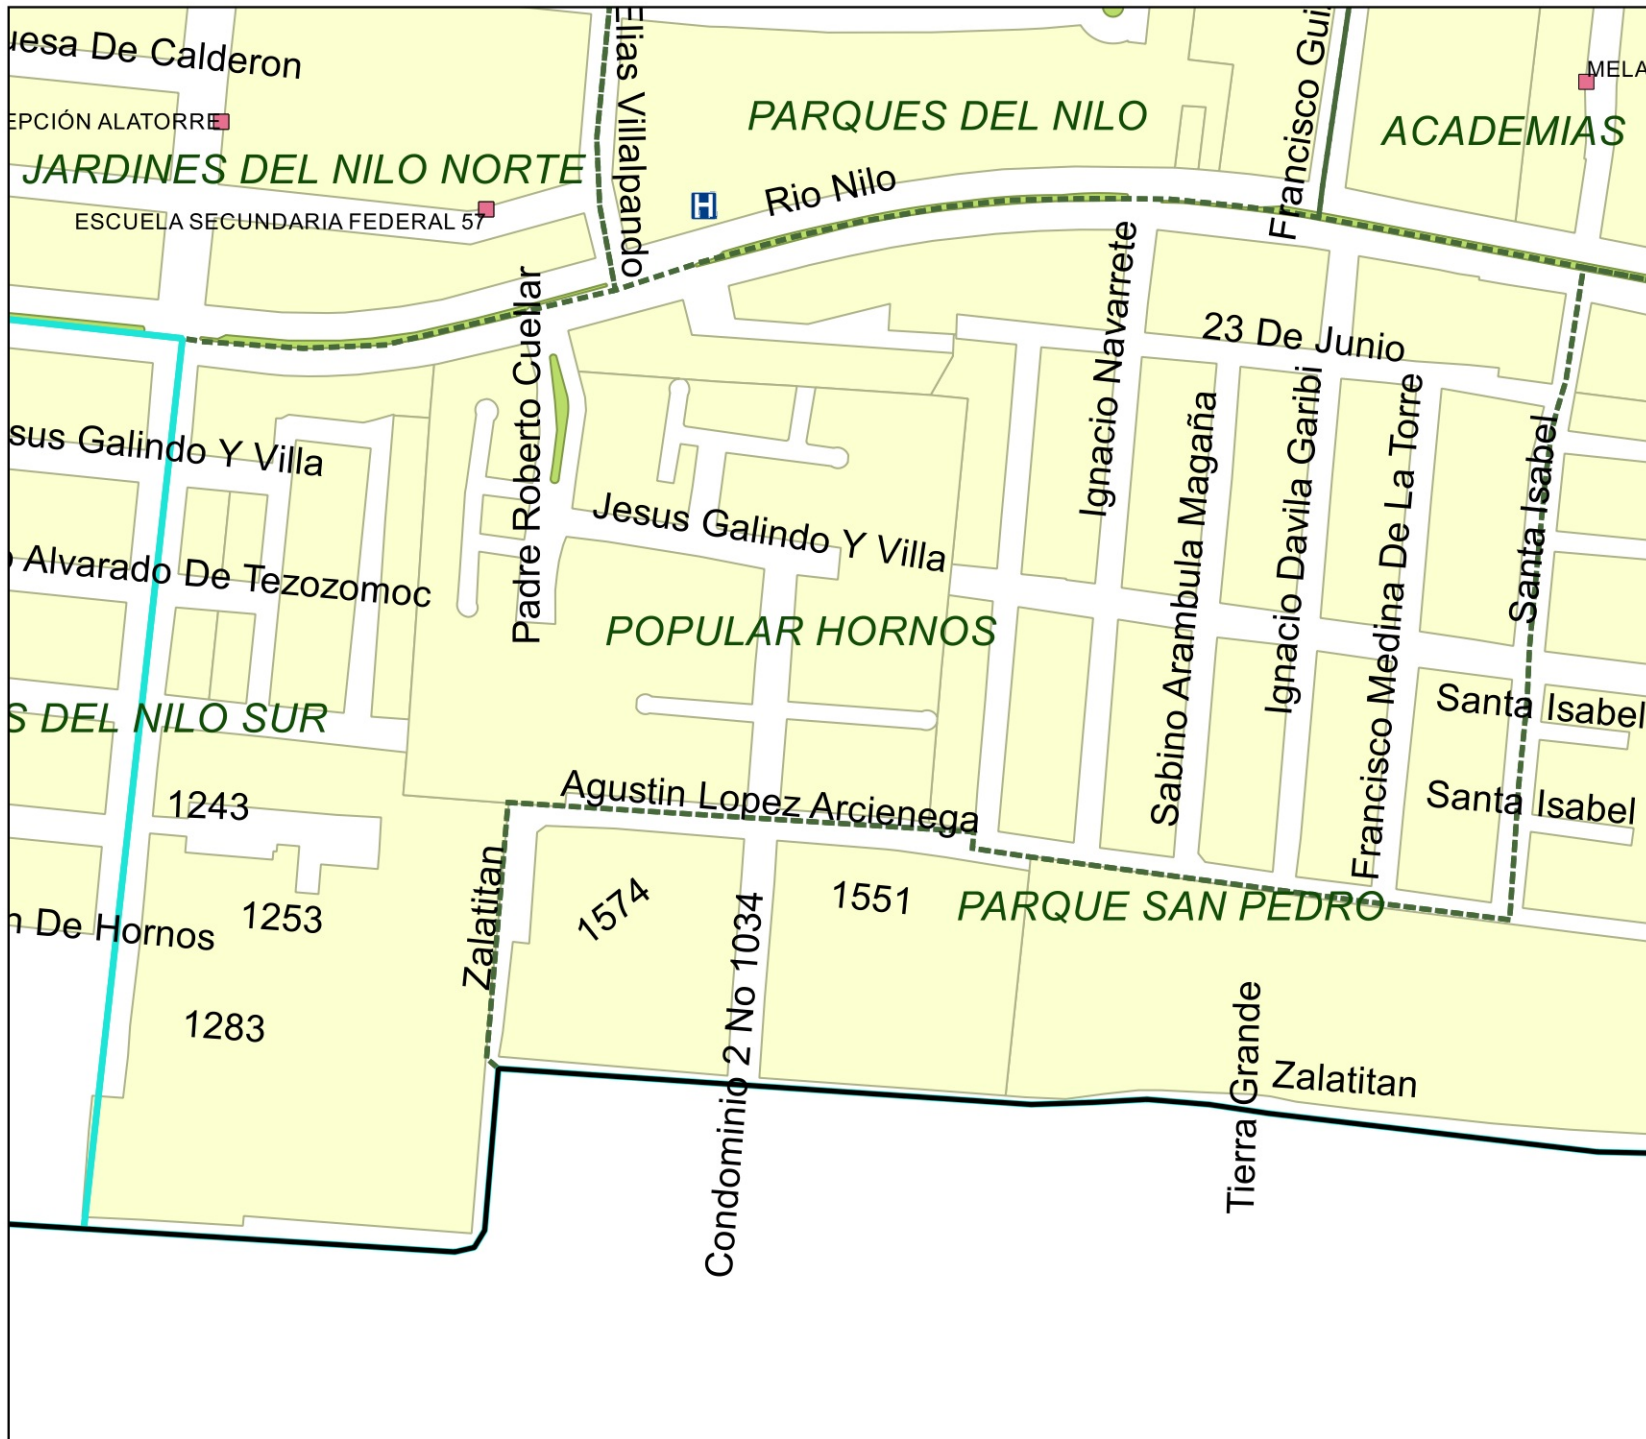 uesa De Calderon
EPCIÓN ALATORRE
JARDINES DEL NILO NORTE
ESCUELA SECUNDARIA FEDERAL 57
Elias Villalpando
H
PARQUES DEL NILO
Rio Nilo
Francisco Gui
MELA
ACADEMIAS
Padre Roberto Cuellar
Ignacio Navarrete
23 De Junio
sus Galindo Y Villa
Jesus Galindo Y Villa
Sabino Arambula Magaña
Ignacio Davila Garibi
Francisco Medina De La Torre
Santa Isabel
o Alvarado De Tezozomoc
POPULAR HORNOS
S DEL NILO SUR
Santa Isabel
Santa Isabel
1243
Agustin Lopez Arcienega
Zalatitan
1574
1551
PARQUE SAN PEDRO
1253
n De Hornos
Condominio 2 No 1034
1283
Tierra Grande
Zalatitan